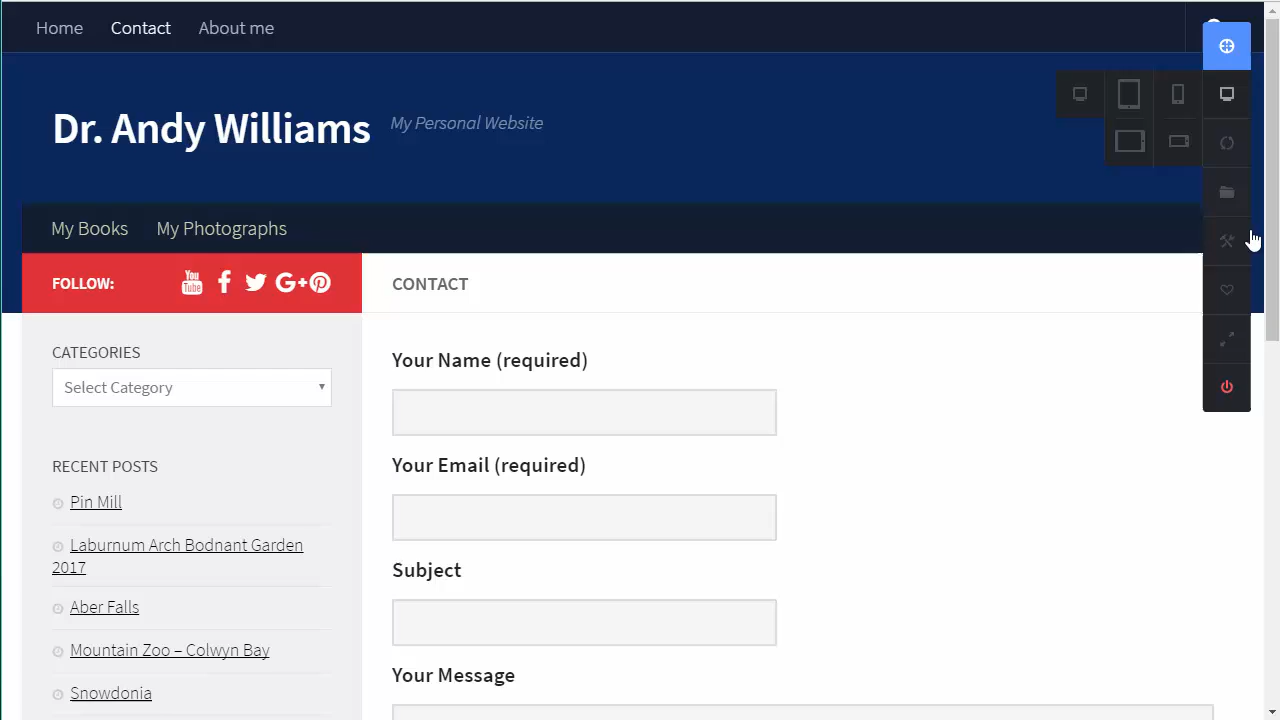 Home Contact About me
Dr. Andy Williams My Personal Website
My Books My Photographs
FOLLOW: You Tube G+
CONTACT
CATEGORIES
Select Category
RECENT POSTS
Pin Mill
Laburnum Arch Bodnant Garden
2017
Aber Falls
Mountain Zoo – Colwyn Bay
Snowdonia
Your Name (required)
Your Email (required)
Subject
Your Message